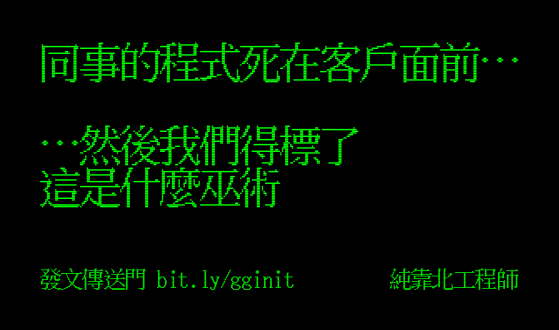 同事的程式死在客戶面前…
…然後我們得標了
這是什麼巫術
發文傳送門 bit.ly/gginit
純靠北工程師